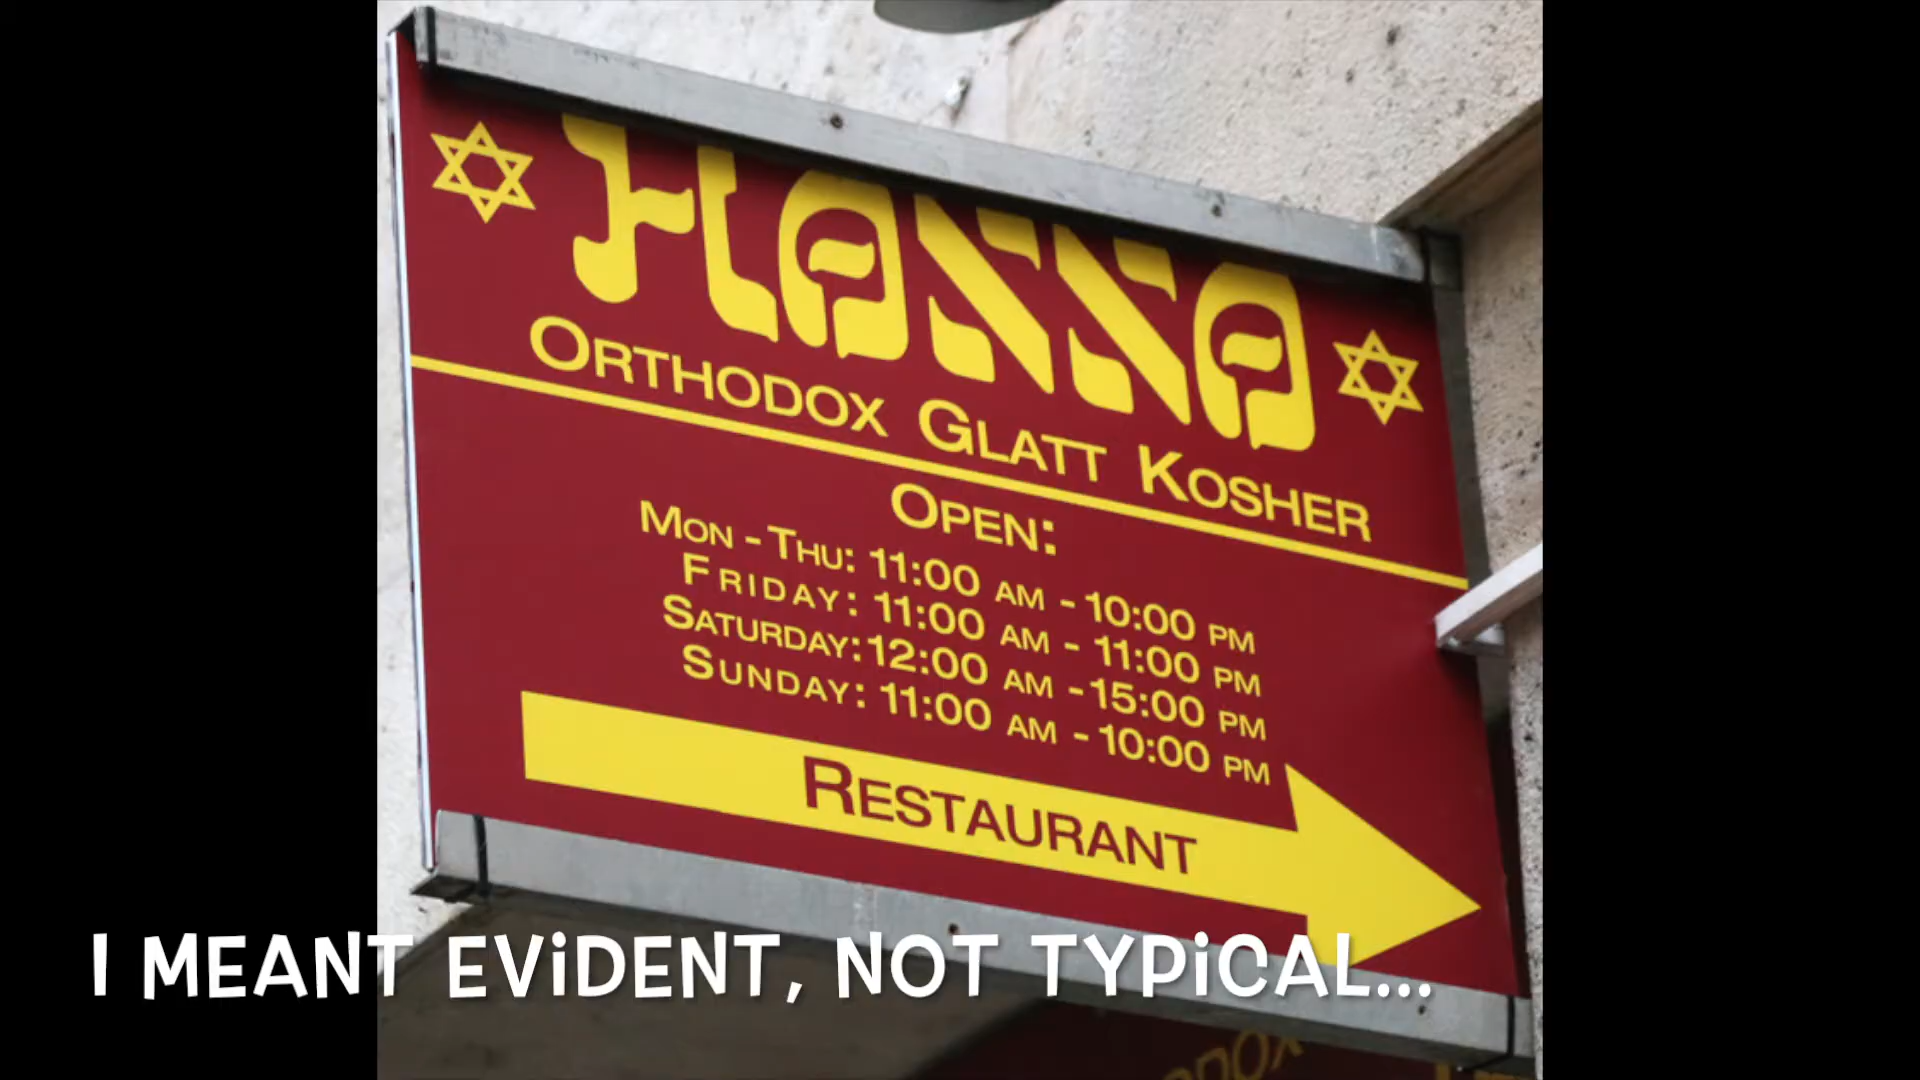 HANNA
ORTHODOX GLATT KOSHER
OPEN:
MON - THU: 11:00 AM - 10:00 PM
FRIDAY: 11:00 AM - 11:00 PM
SATURDAY: 12:00 AM - 15:00 PM
SUNDAY: 11:00 AM - 10:00 PM
RESTAURANT
I MEANT EViDENT, NOT TYPiCAL...